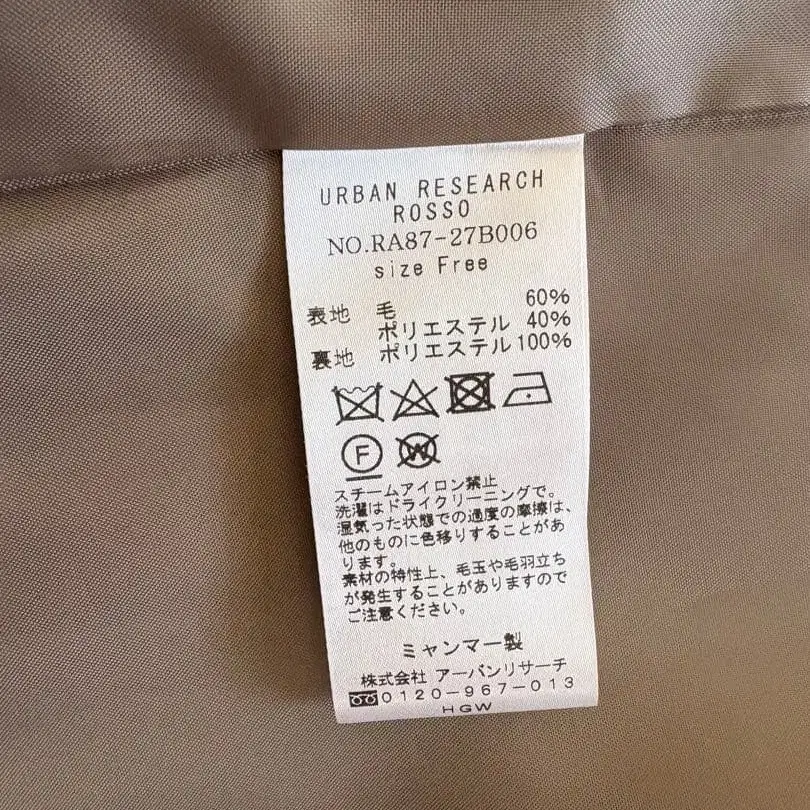 URBAN RESEARCH
ROSSO
NO.RA87-27B006
size Free
表地 毛 60%
ポリエステル 40%
裏地 ポリエステル 100%
F W
スチームアイロン禁止
洗濯はドライクリーニングで。
湿気った状態での過度の摩擦は、
他のものに色移りすることがあ
ります。
素材の特性上、毛玉や毛羽立ち
が発生することがありますので
ご注意ください。
ミャンマー製
株式会社 アーバンリサーチ
0120-967-013
HGW